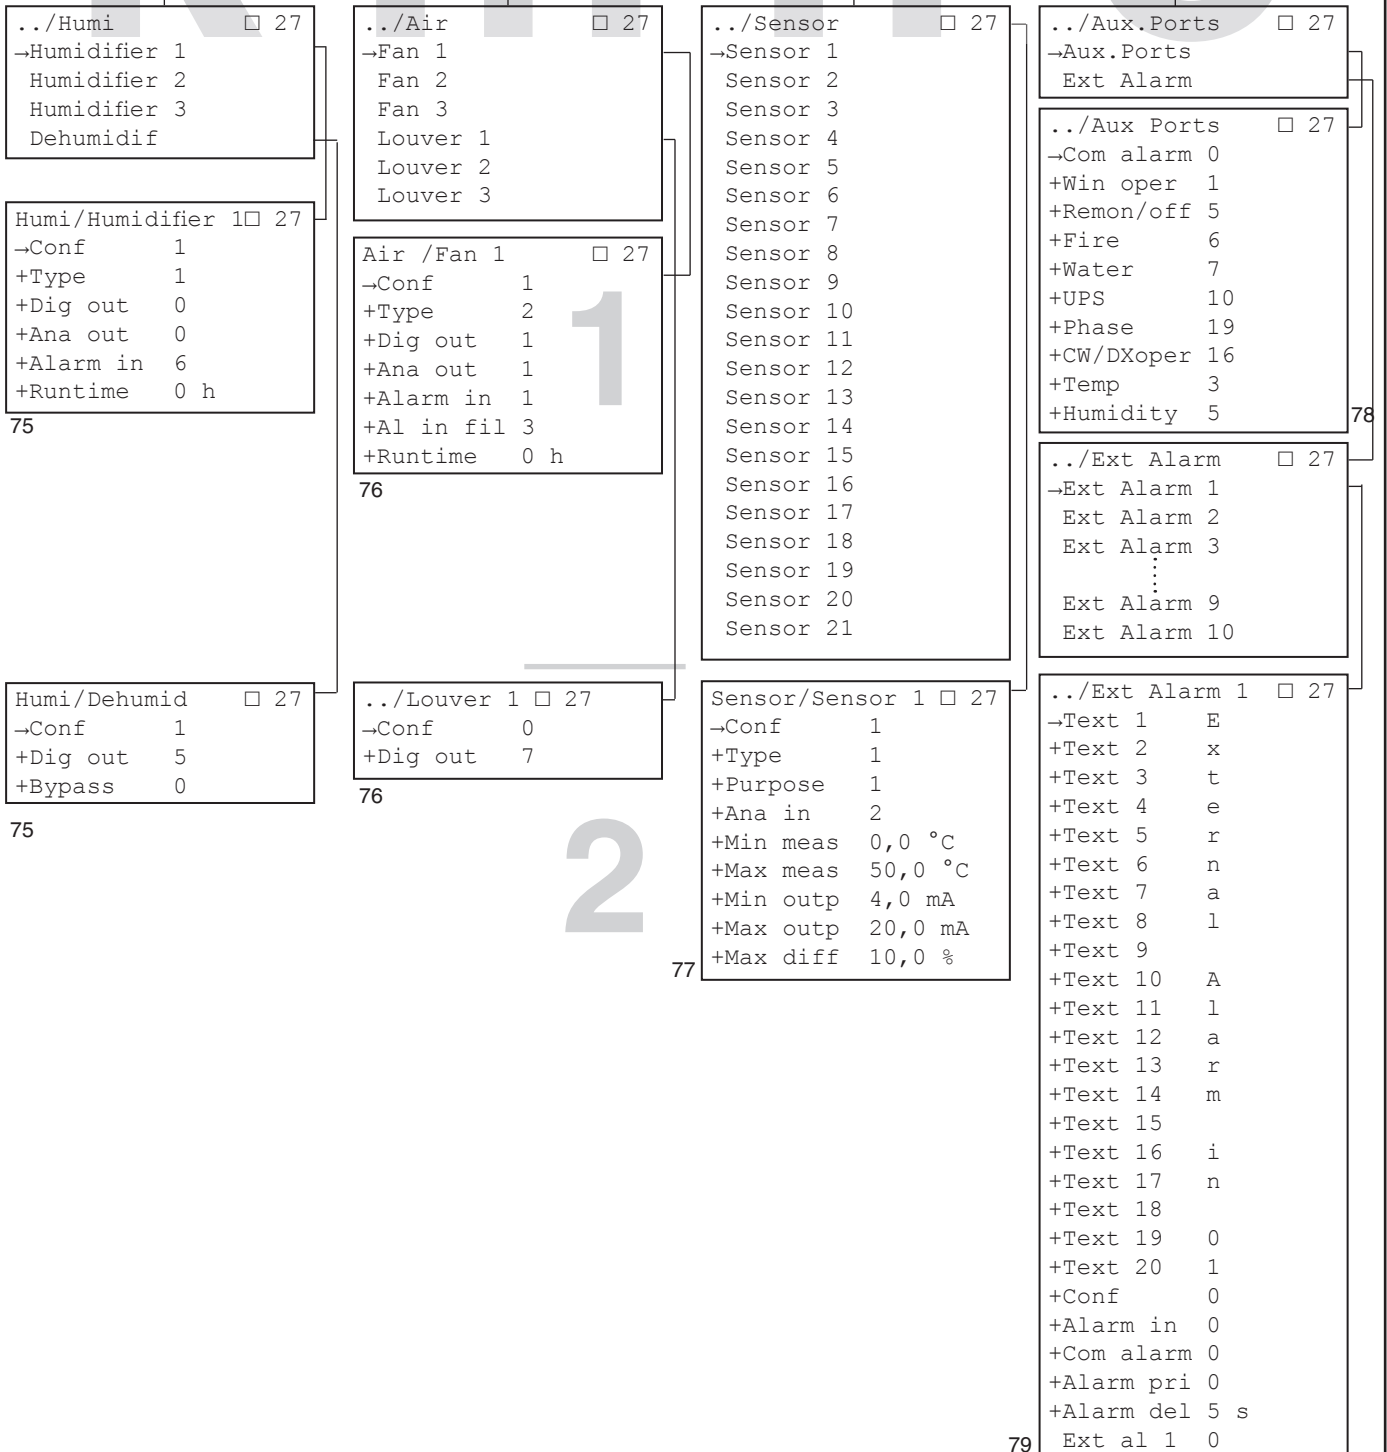 ../Humi □ 27
→Humidifier 1
Humidifier 2
Humidifier 3
Dehumidif
Humi/Humidifier 1□ 27
→Conf 1
+Type 1
+Dig out 0
+Ana out 0
+Alarm in 6
+Runtime 0 h
75
Humi/Dehumid □ 27
→Conf 1
+Dig out 5
+Bypass 0
75
../Air □ 27
→Fan 1
Fan 2
Fan 3
Louver 1
Louver 2
Louver 3
Air /Fan 1 □ 27
→Conf 1
+Type 2
+Dig out 1
+Ana out 1
+Alarm in 1
+Al in fil 3
+Runtime 0 h
76
1
../Louver 1 □ 27
→Conf 0
+Dig out 7
76
2
../Sensor □ 27
→Sensor 1
Sensor 2
Sensor 3
Sensor 4
Sensor 5
Sensor 6
Sensor 7
Sensor 8
Sensor 9
Sensor 10
Sensor 11
Sensor 12
Sensor 13
Sensor 14
Sensor 15
Sensor 16
Sensor 17
Sensor 18
Sensor 19
Sensor 20
Sensor 21
Sensor/Sensor 1 □ 27
→Conf 1
+Type 1
+Purpose 1
+Ana in 2
+Min meas 0,0 °C
+Max meas 50,0 °C
+Min outp 4,0 mA
+Max outp 20,0 mA
+Max diff 10,0 %
77
../Aux.Ports □ 27
→Aux.Ports
Ext Alarm
../Aux Ports □ 27
→Com alarm 0
+Win oper 1
+Remon/off 5
+Fire 6
+Water 7
+UPS 10
+Phase 19
+CW/DXoper 16
+Temp 3
+Humidity 5
78
../Ext Alarm □ 27
→Ext Alarm 1
Ext Alarm 2
Ext Alarm 3
Ext Alarm 9
Ext Alarm 10
../Ext Alarm 1 □ 27
→Text 1 E
+Text 2 x
+Text 3 t
+Text 4 e
+Text 5 r
+Text 6 n
+Text 7 a
+Text 8 l
+Text 9
+Text 10 A
+Text 11 l
+Text 12 a
+Text 13 r
+Text 14 m
+Text 15
+Text 16 i
+Text 17 n
+Text 18
+Text 19 0
+Text 20 1
+Conf 0
+Alarm in 0
+Com alarm 0
+Alarm pri 0
+Alarm del 5 s
Ext al 1 0
79